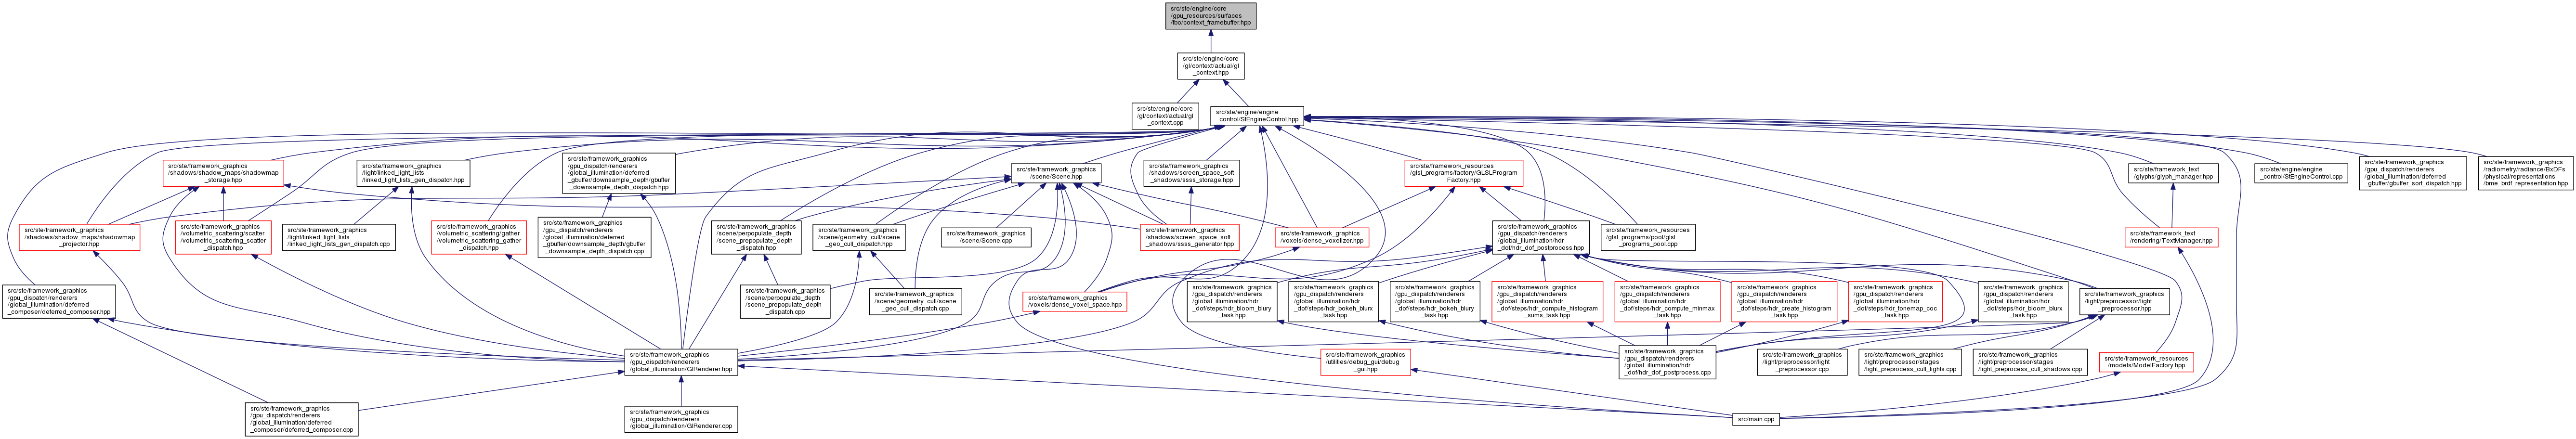 src/ste/engine/core
/gpu_resources/surfaces
/fbo/context_framebuffer.hpp
src/ste/engine/core
/gl/context/actual/gl
_context.hpp
src/ste/engine/core
/gl/context/actual/gl
_context.cpp
src/ste/engine/engine
_control/StEngineControl.hpp
src/ste/framework_graphics
/shadows/shadow_maps/shadowmap
_storage.hpp
src/ste/framework_graphics
/light/linked_light_lists
/linked_light_lists_gen_dispatch.hpp
src/ste/framework_graphics
/gpu_dispatch/renderers
/global_illumination/deferred
_gbuffer/downsample_depth/gbuffer
_downsample_depth_dispatch.hpp
src/ste/framework_graphics
/scene/Scene.hpp
src/ste/framework_graphics
/shadows/screen_space_soft
_shadows/ssss_storage.hpp
src/ste/framework_resources
/glsl_programs/factory/GLSLProgram
Factory.hpp
src/ste/framework_text
/glyphs/glyph_manager.hpp
src/ste/engine/engine
_control/StEngineControl.cpp
src/ste/framework_graphics
/gpu_dispatch/renderers
/global_illumination/deferred
_gbuffer/gbuffer_sort_dispatch.hpp
src/ste/framework_graphics
/radiometry/radiance/BxDFs
/physical/representations
/bme_brdf_representation.hpp
src/ste/framework_graphics
/shadows/shadow_maps/shadowmap
_projector.hpp
src/ste/framework_graphics
/volumetric_scattering/scatter
/volumetric_scattering_scatter
_dispatch.hpp
src/ste/framework_graphics
/light/linked_light_lists
/linked_light_lists_gen_dispatch.cpp
src/ste/framework_graphics
/volumetric_scattering/gather
/volumetric_scattering_gather
_dispatch.hpp
src/ste/framework_graphics
/gpu_dispatch/renderers
/global_illumination/deferred
_gbuffer/downsample_depth/gbuffer
_downsample_depth_dispatch.cpp
src/ste/framework_graphics
/scene/perpopulate_depth
/scene_prepopulate_depth
_dispatch.hpp
src/ste/framework_graphics
/scene/geometry_cull/scene
_geo_cull_dispatch.hpp
src/ste/framework_graphics
/scene/Scene.cpp
src/ste/framework_graphics
/shadows/screen_space_soft
_shadows/ssss_generator.hpp
src/ste/framework_graphics
/voxels/dense_voxelizer.hpp
src/ste/framework_graphics
/gpu_dispatch/renderers
/global_illumination/hdr
_dof/hdr_dof_postprocess.hpp
src/ste/framework_resources
/glsl_programs/pool/glsl
_programs_pool.cpp
src/ste/framework_text
/rendering/TextManager.hpp
src/ste/framework_graphics
/gpu_dispatch/renderers
/global_illumination/deferred
_composer/deferred_composer.hpp
src/ste/framework_graphics
/scene/perpopulate_depth
/scene_prepopulate_depth
_dispatch.cpp
src/ste/framework_graphics
/scene/geometry_cull/scene
_geo_cull_dispatch.cpp
src/ste/framework_graphics
/voxels/dense_voxel_space.hpp
src/ste/framework_graphics
/gpu_dispatch/renderers
/global_illumination/hdr
_dof/steps/hdr_bloom_blury
_task.hpp
src/ste/framework_graphics
/gpu_dispatch/renderers
/global_illumination/hdr
_dof/steps/hdr_bokeh_blurx
_task.hpp
src/ste/framework_graphics
/gpu_dispatch/renderers
/global_illumination/hdr
_dof/steps/hdr_bokeh_blury
_task.hpp
src/ste/framework_graphics
/gpu_dispatch/renderers
/global_illumination/hdr
_dof/steps/hdr_compute_histogram
_sums_task.hpp
src/ste/framework_graphics
/gpu_dispatch/renderers
/global_illumination/hdr
_dof/steps/hdr_compute_minmax
_task.hpp
src/ste/framework_graphics
/gpu_dispatch/renderers
/global_illumination/hdr
_dof/steps/hdr_create_histogram
_task.hpp
src/ste/framework_graphics
/gpu_dispatch/renderers
/global_illumination/hdr
_dof/steps/hdr_tonemap_coc
_task.hpp
src/ste/framework_graphics
/gpu_dispatch/renderers
/global_illumination/hdr
_dof/steps/hdr_bloom_blurx
_task.hpp
src/ste/framework_graphics
/light/preprocessor/light
_preprocessor.hpp
src/ste/framework_graphics
/gpu_dispatch/renderers
/global_illumination/GIRenderer.hpp
src/ste/framework_graphics
/utilities/debug_gui/debug
_gui.hpp
src/ste/framework_graphics
/gpu_dispatch/renderers
/global_illumination/hdr
_dof/hdr_dof_postprocess.cpp
src/ste/framework_graphics
/light/preprocessor/light
_preprocessor.cpp
src/ste/framework_graphics
/light/preprocessor/stages
/light_preprocess_cull_lights.cpp
src/ste/framework_graphics
/light/preprocessor/stages
/light_preprocess_cull_shadows.cpp
src/ste/framework_resources
/models/ModelFactory.hpp
src/ste/framework_graphics
/gpu_dispatch/renderers
/global_illumination/deferred
_composer/deferred_composer.cpp
src/ste/framework_graphics
/gpu_dispatch/renderers
/global_illumination/GIRenderer.cpp
src/main.cpp